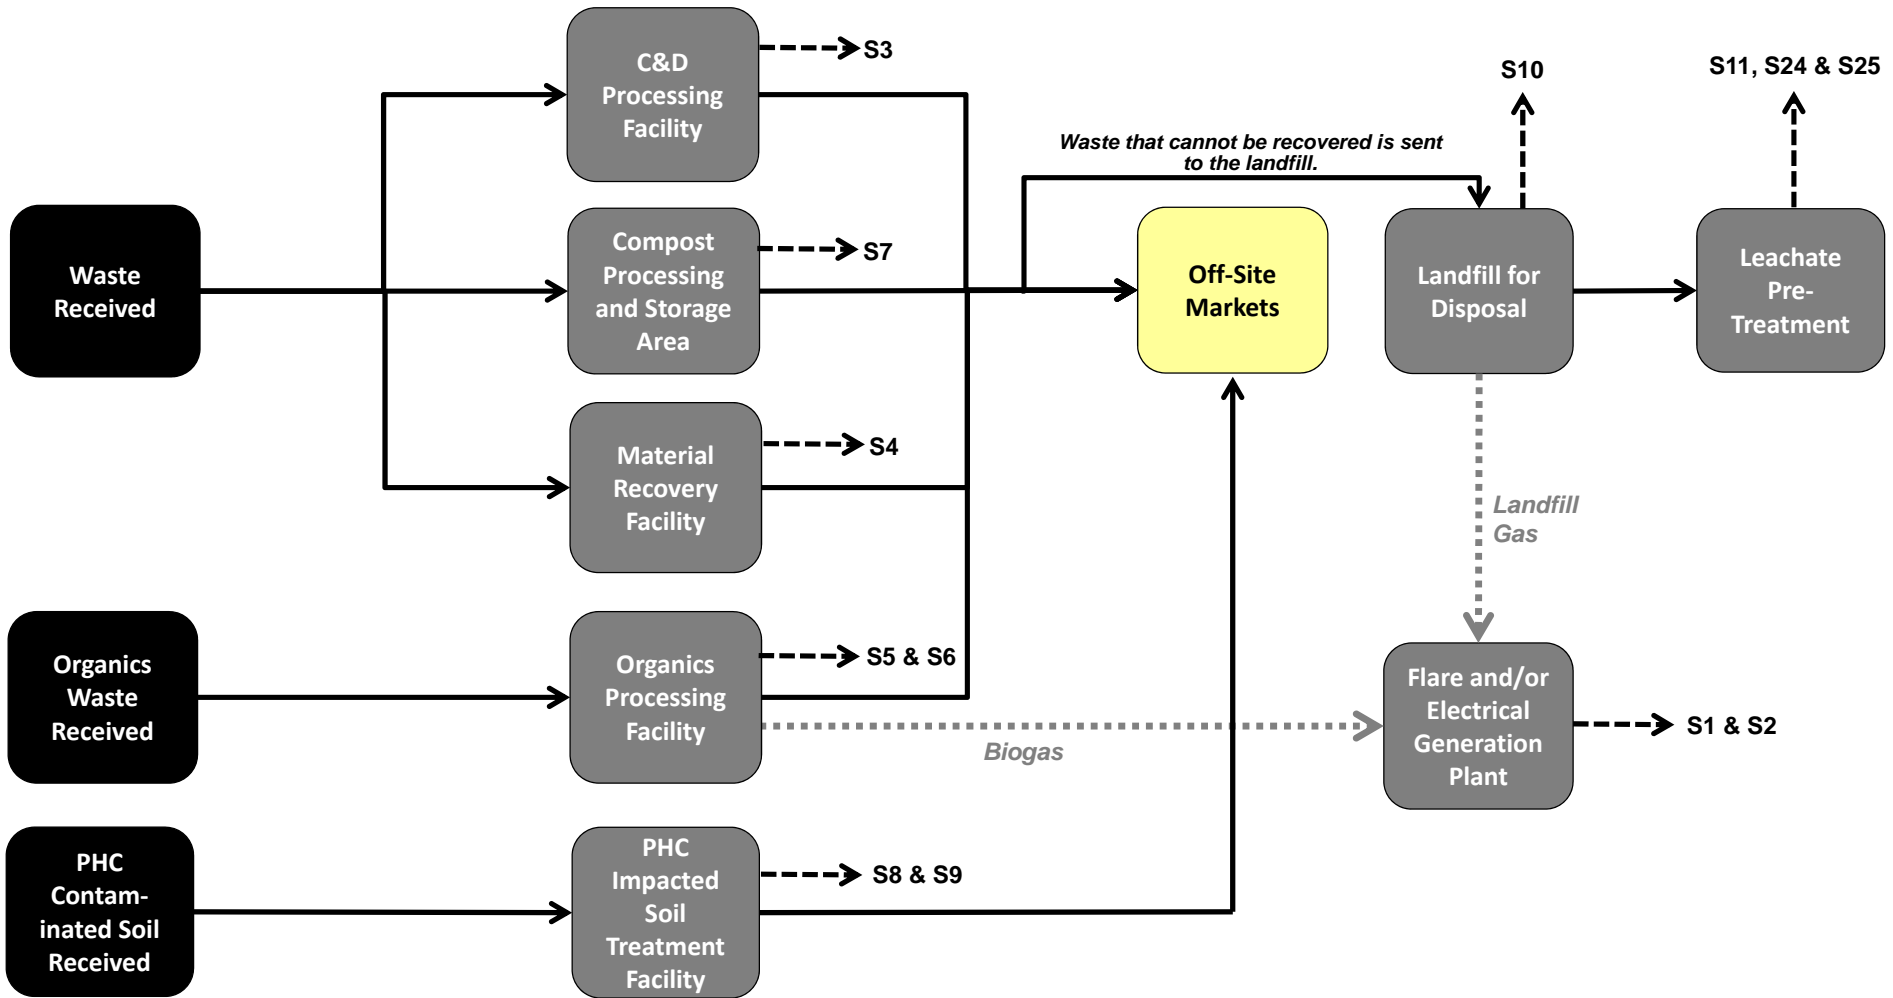 C&D
Processing
Facility
S3
S10
S11, S24 & S25
Waste that cannot be recovered is sent
to the landfill.
Waste
Received
Compost
Processing
and Storage
Area
S7
Off-Site
Markets
Landfill for
Disposal
Leachate
Pre-
Treatment
Material
Recovery
Facility
S4
Landfill
Gas
Organics
Waste
Received
Organics
Processing
Facility
S5 & S6
Biogas
Flare and/or
Electrical
Generation
Plant
S1 & S2
PHC
Contam-
inated Soil
Received
PHC
Impacted
Soil
Treatment
Facility
S8 & S9